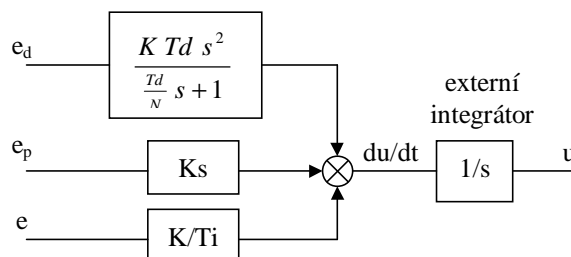 e_d
K Td s^2
Td
N
s + 1
externí
integrátor
e_p
Ks
du/dt
1/s
u
e
K/Ti